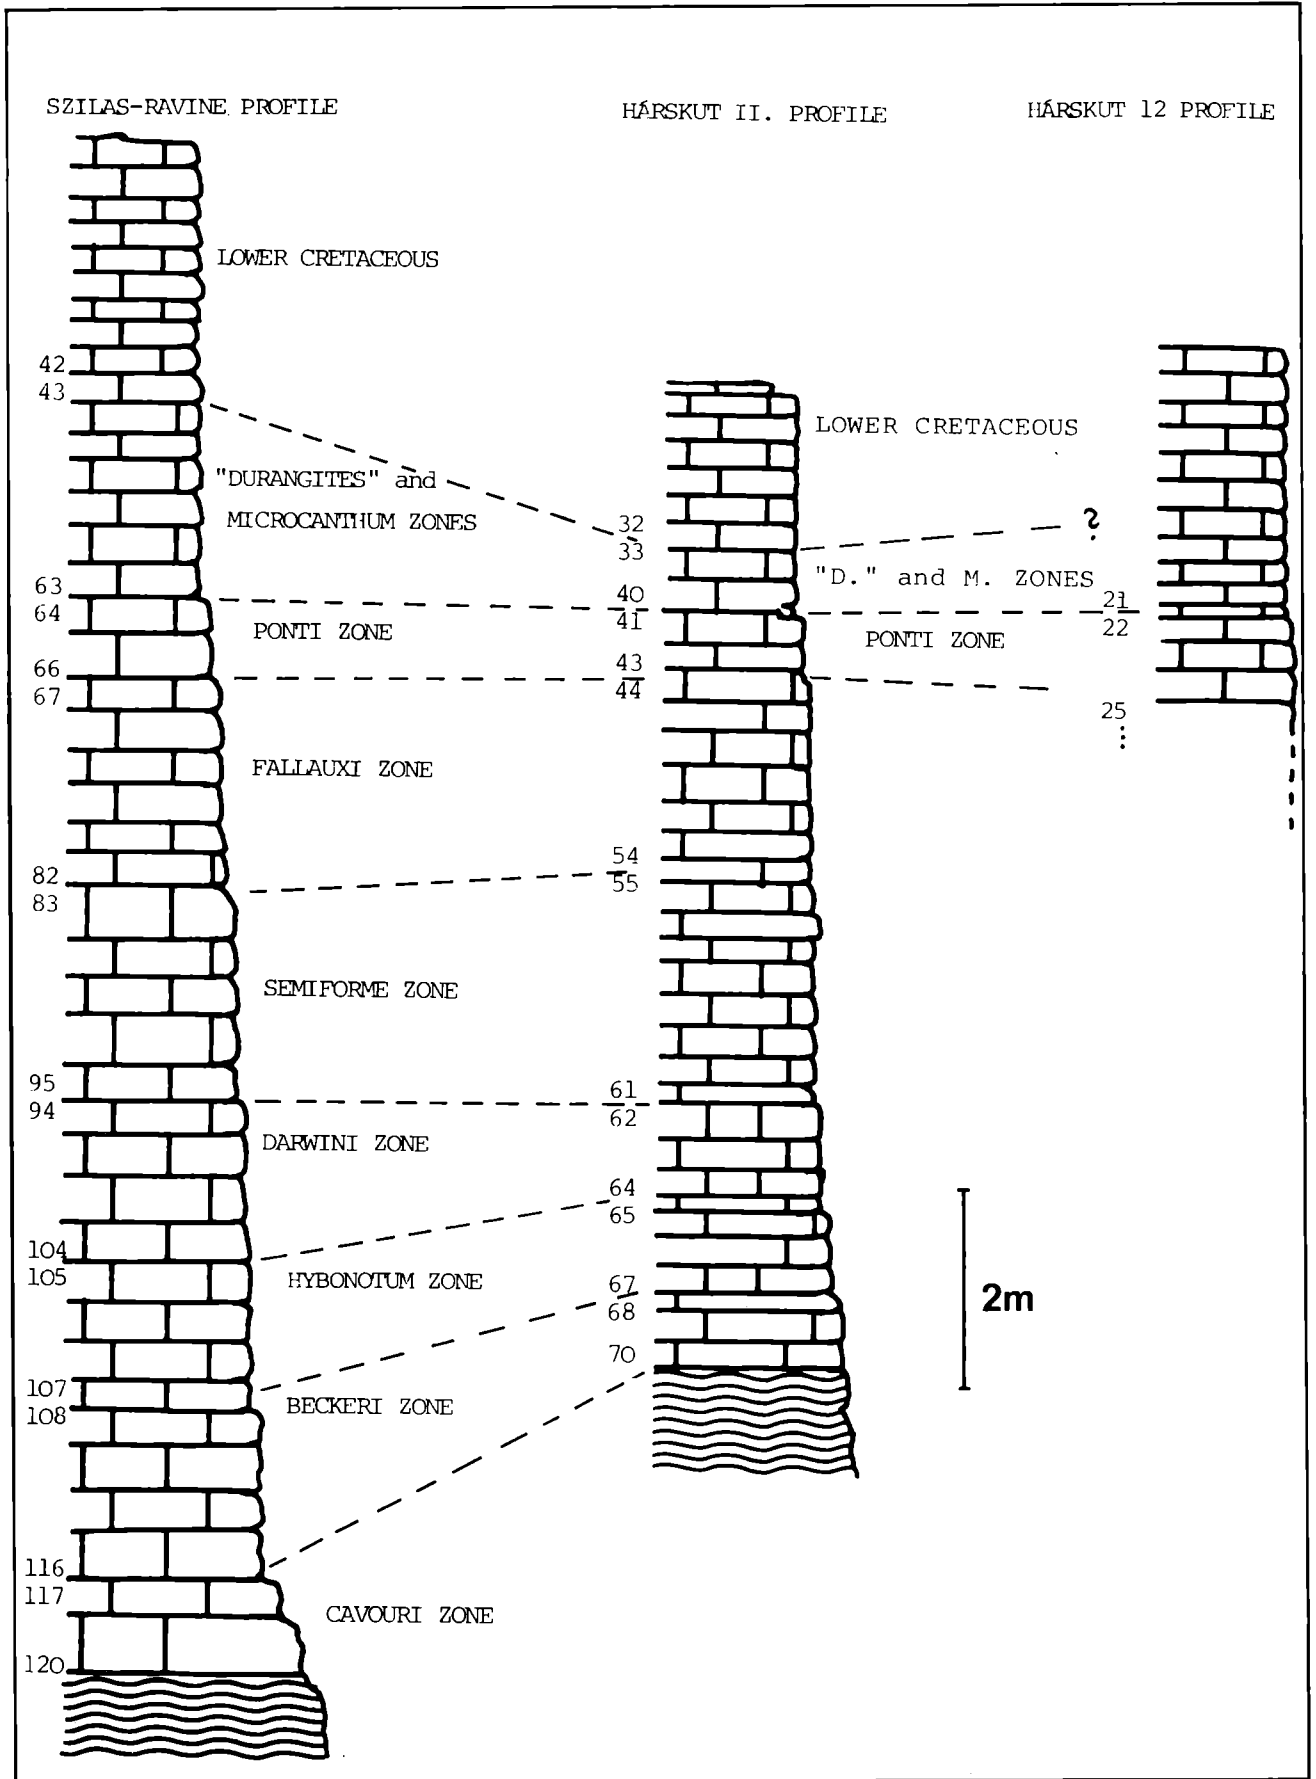 SZILAS-RAVINE PROFILE
HÁRSKUT II. PROFILE
HÁRSKUT 12 PROFILE
LOWER CRETACEOUS
42
43
"DURANGITES" and
MICROCANTHUM ZONES
63
64
PONTI ZONE
66
67
FALLAUXI ZONE
82
83
SEMIFORME ZONE
95
94
DARWINI ZONE
104
105
HYBONOTUM ZONE
107
108
BECKERI ZONE
116
117
CAVOURI ZONE
120
LOWER CRETACEOUS
32
33
?
"D." and M. ZONES
40
41
PONTI ZONE
43
44
54
55
61
62
64
65
67
68
70
21
22
25
2m